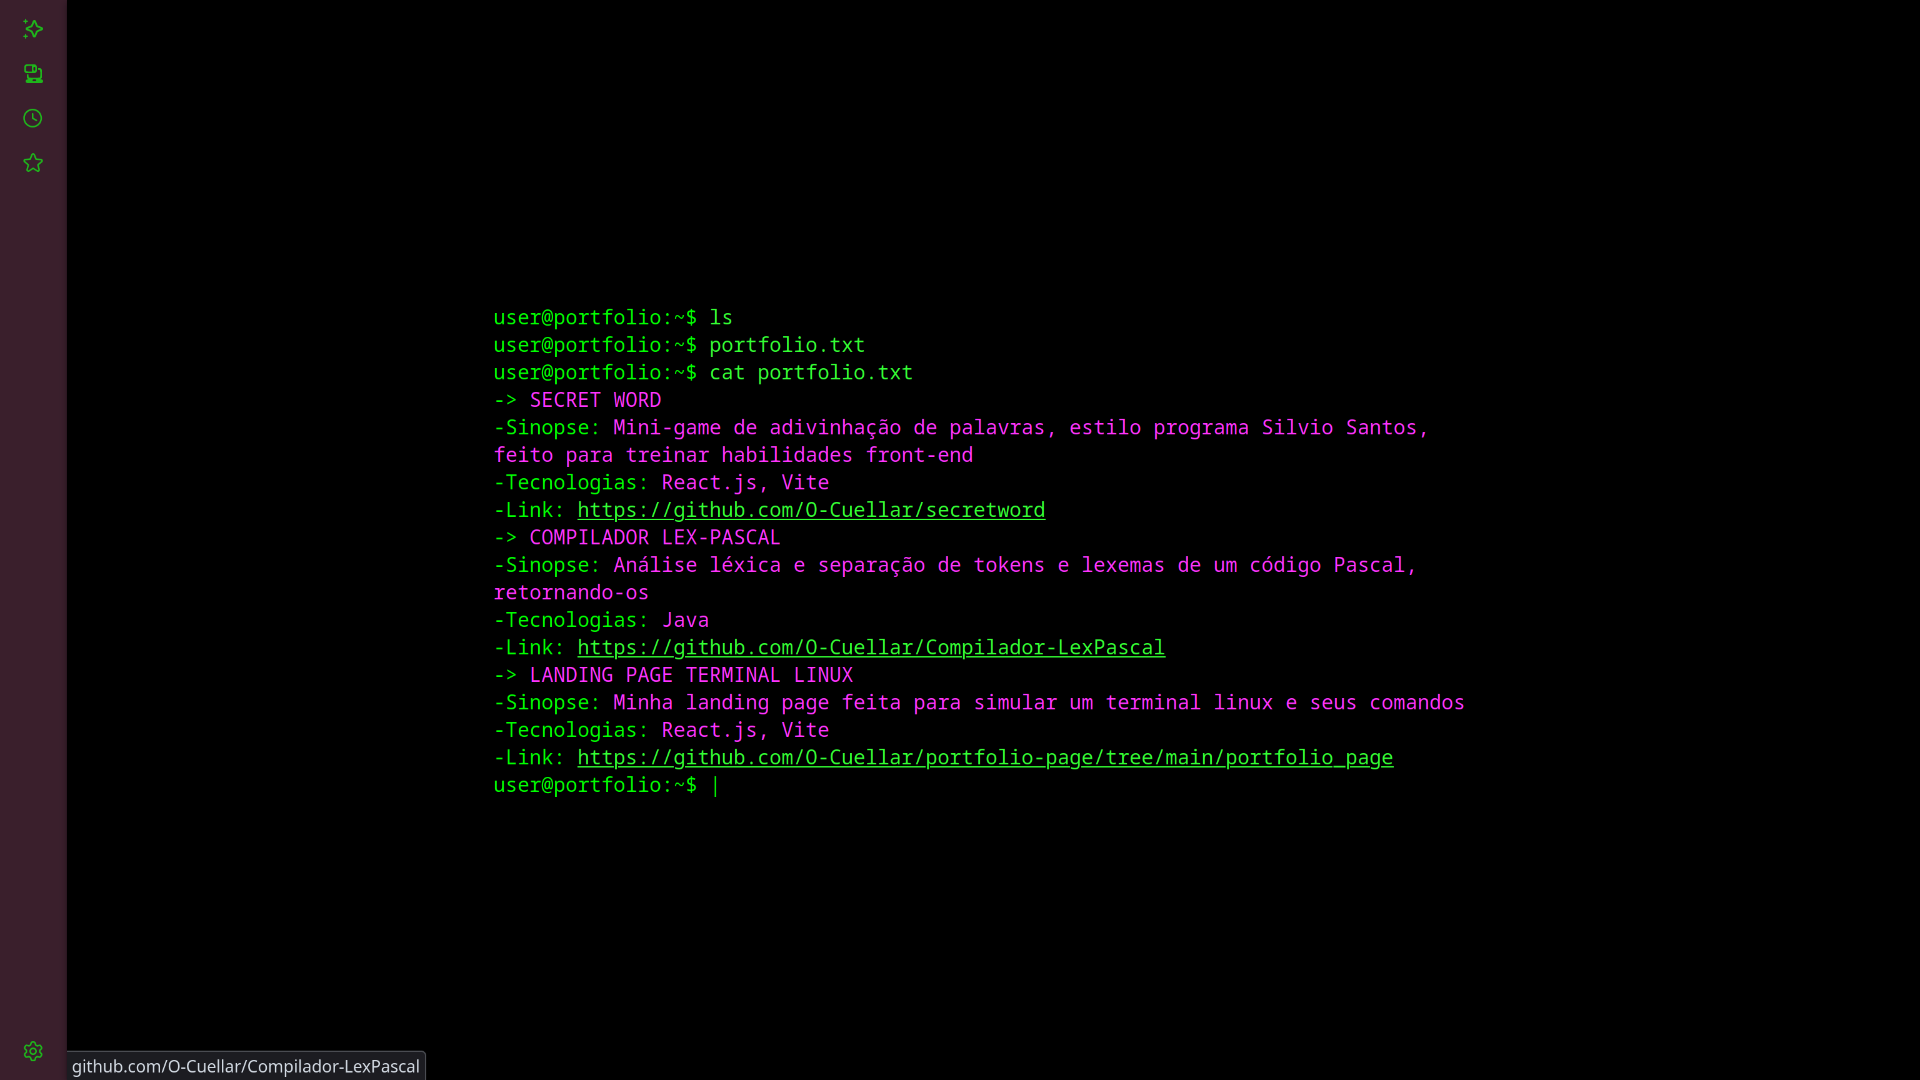 user@portfolio:~$ ls
user@portfolio:~$ portfolio.txt
user@portfolio:~$ cat portfolio.txt
-> SECRET WORD
-Sinopse: Mini-game de adivinhação de palavras, estilo programa Silvio Santos,
feito para treinar habilidades front-end
-Tecnologias: React.js, Vite
-Link: https://github.com/O-Cuellar/secretword
-> COMPILADOR LEX-PASCAL
-Sinopse: Análise léxica e separação de tokens e lexemas de um código Pascal,
retornando-os
-Tecnologias: Java
-Link: https://github.com/O-Cuellar/Compilador-LexPascal
-> LANDING PAGE TERMINAL LINUX
-Sinopse: Minha landing page feita para simular um terminal linux e seus comandos
-Tecnologias: React.js, Vite
-Link: https://github.com/O-Cuellar/portfolio-page/tree/main/portfolio_page
user@portfolio:~$ |
github.com/O-Cuellar/Compilador-LexPascal